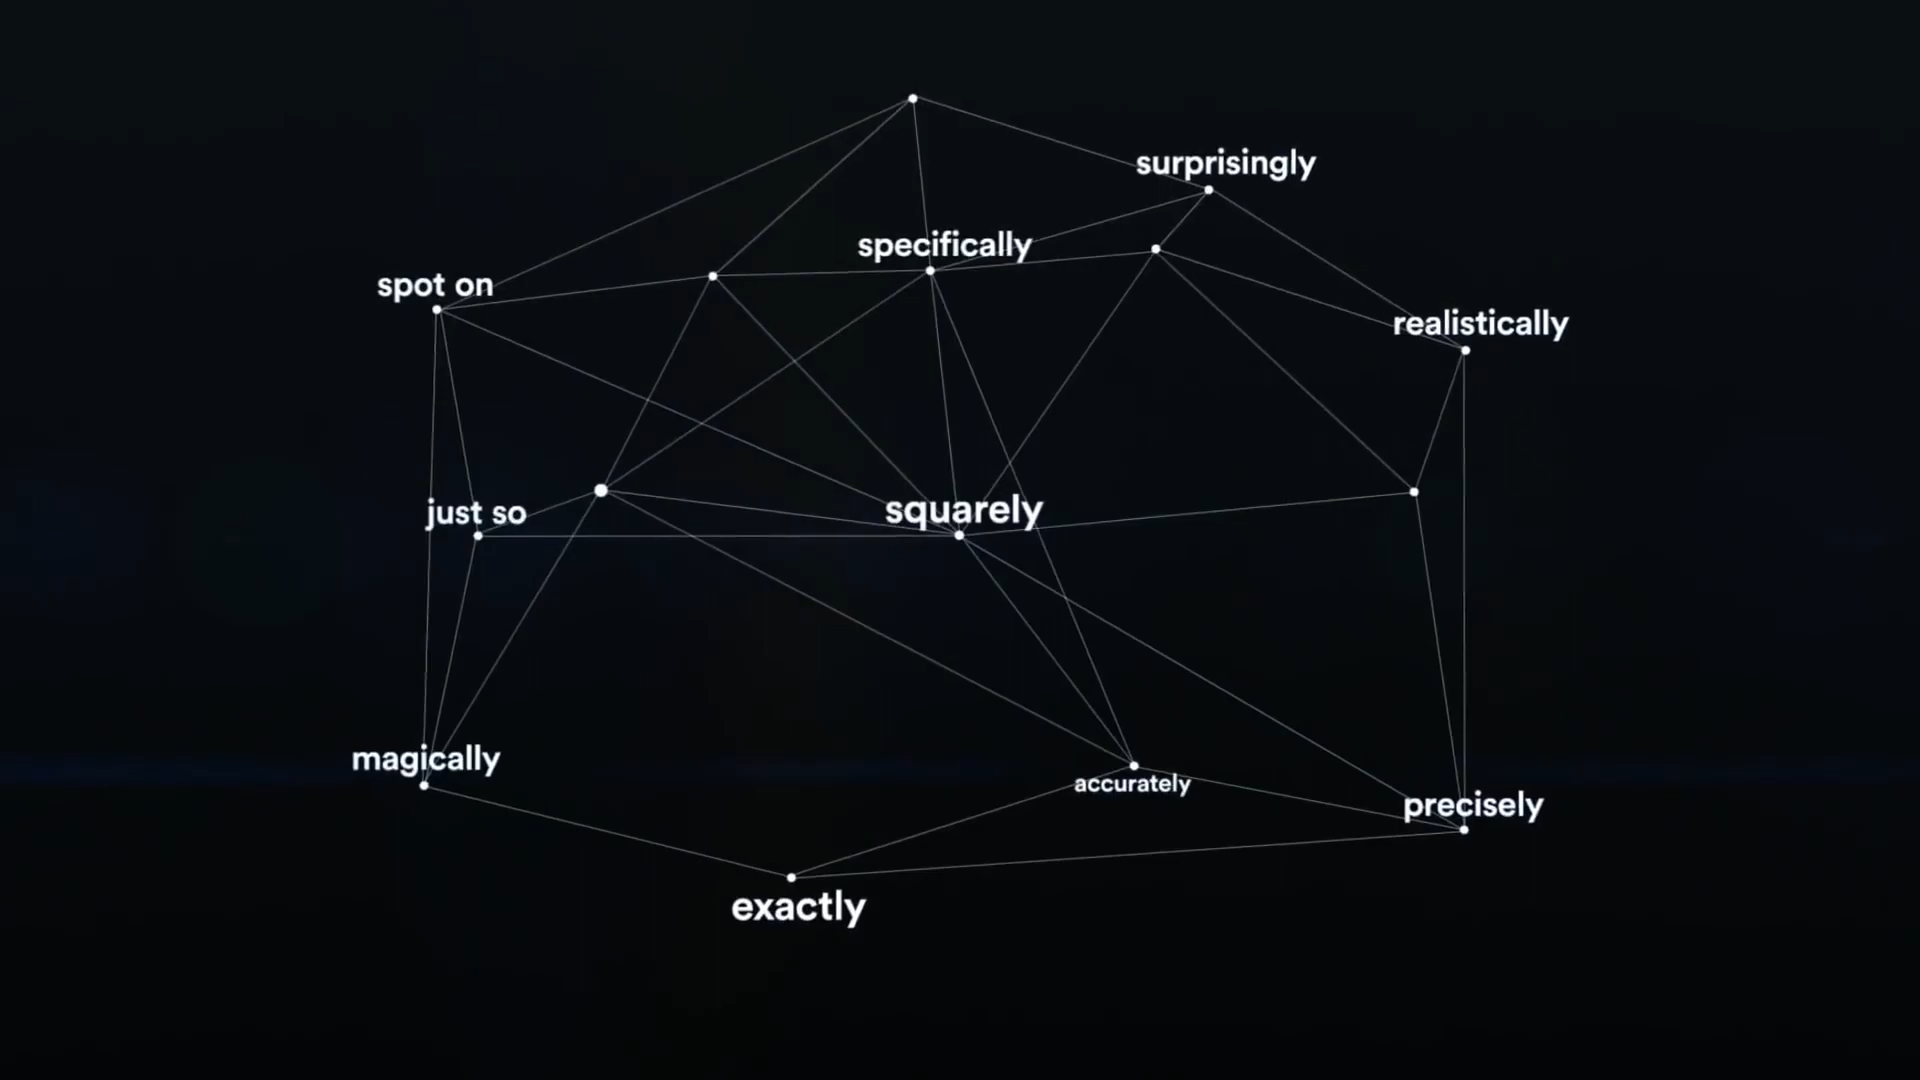 surprisingly
specifically
spot on
realistically
just so
squarely
magically
accurately
precisely
exactly